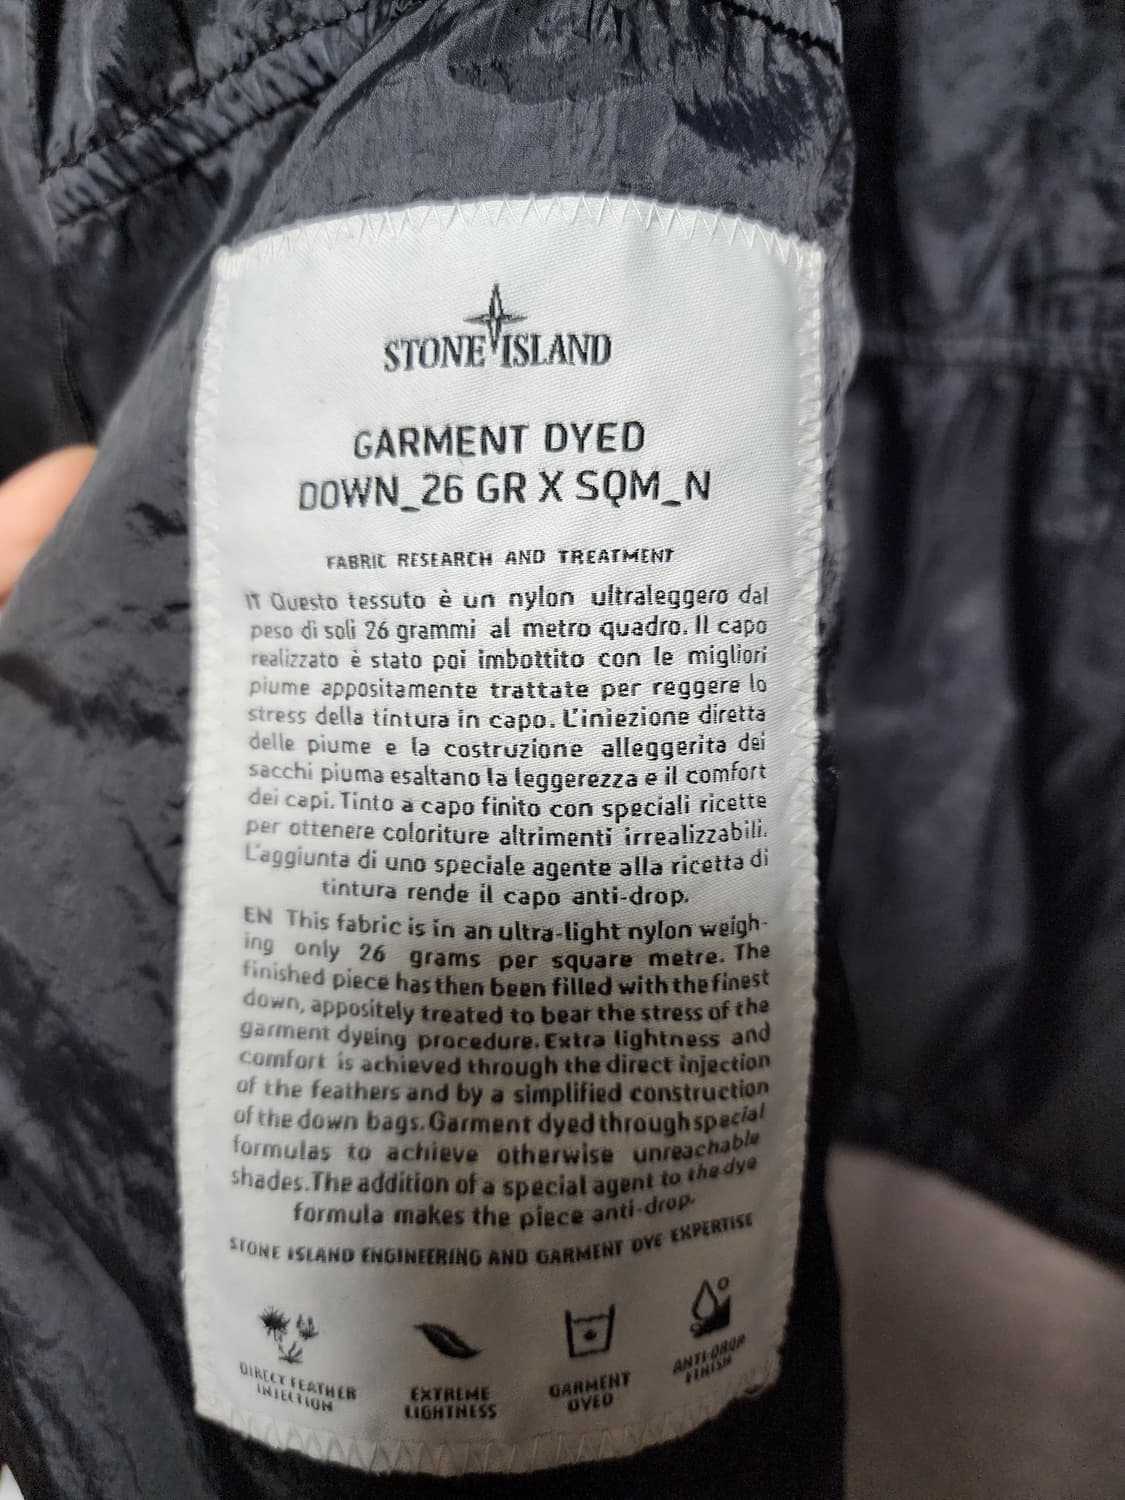 STONE ISLAND
GARMENT DYED
DOWN_26 GR X SQM_N
FABRIC RESEARCH AND TREATMENT
IT Questo tessuto è un nylon ultraleggero dal
peso di soli 26 grammi al metro quadro. Il capo
realizzato è stato poi imbottito con le migliori
piume appositamente trattate per reggere lo
stress della tintura in capo. L'iniezione diretta
delle piume e la costruzione alleggerita dei
sacchi piuma esaltano la leggerezza e il comfort
dei capi. Tinto a capo finito con speciali ricette
per ottenere coloriture altrimenti irrealizzabili.
L'aggiunta di uno speciale agente alla ricetta di
tintura rende il capo anti-drop.
EN This fabric is in an ultra-light nylon weigh-
ing only 26 grams per square metre. The
finished piece has then been filled with the finest
down, appositely treated to bear the stress of the
garment dyeing procedure. Extra lightness and
comfort is achieved through the direct injection
of the feathers and by a simplified construction
of the down bags. Garment dyed through special
formulas to achieve otherwise unreachable
shades. The addition of a special agent to the dye
formula makes the piece anti-drop.
STONE ISLAND ENGINEERING AND GARMENT DYE EXPERTISE
DIRECT FEATHER
INJECTION
EXTREME
LIGHTNESS
GARMENT
DYED
ANTI-DROP
FINISH